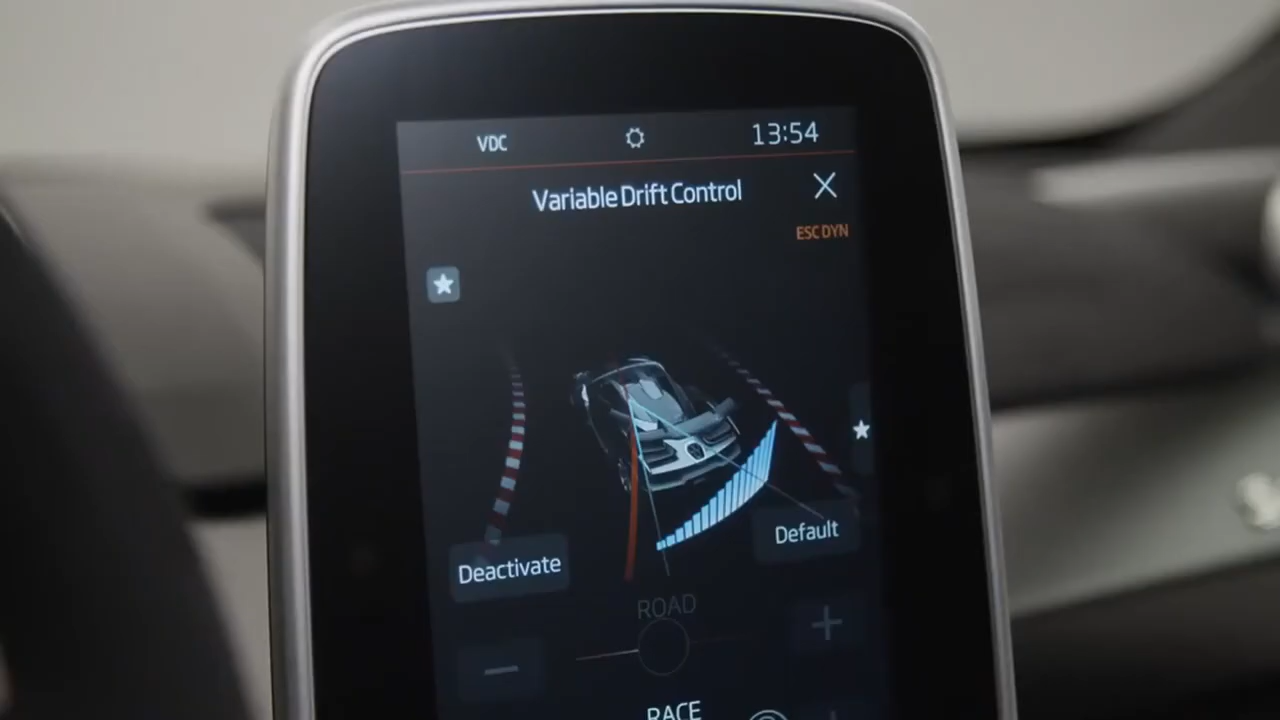 VDC
13:54
Variable Drift Control
ESC DYN
Default
Deactivate
ROAD
RACE